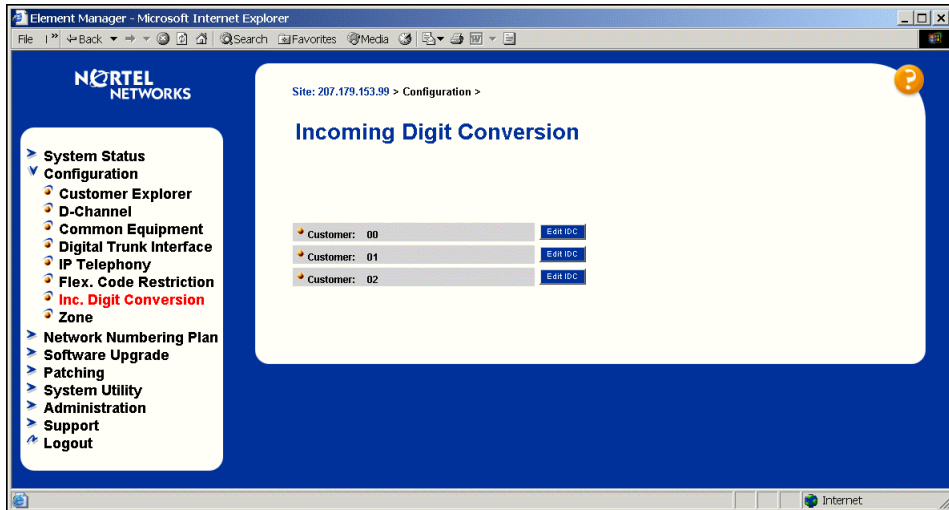 Element Manager - Microsoft Internet Explorer
File Back Search Favorites Media
NORTEL
NETWORKS
Site: 207.179.153.99 > Configuration >
Incoming Digit Conversion
System Status
Configuration
Customer Explorer
D-Channel
Common Equipment
Digital Trunk Interface
IP Telephony
Flex. Code Restriction
Inc. Digit Conversion
Zone
Network Numbering Plan
Software Upgrade
Patching
System Utility
Administration
Support
Logout
Customer: 00 Edit IDC
Customer: 01 Edit IDC
Customer: 02 Edit IDC
Internet